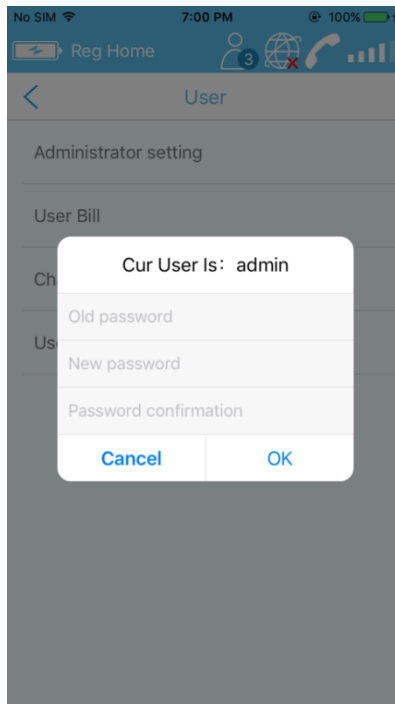 No SIM 7:00 PM 100%
Reg Home 3
User
Administrator setting
User Bill
Ch
Cur User Is: admin
Old password
Us
New password
Password confirmation
Cancel OK